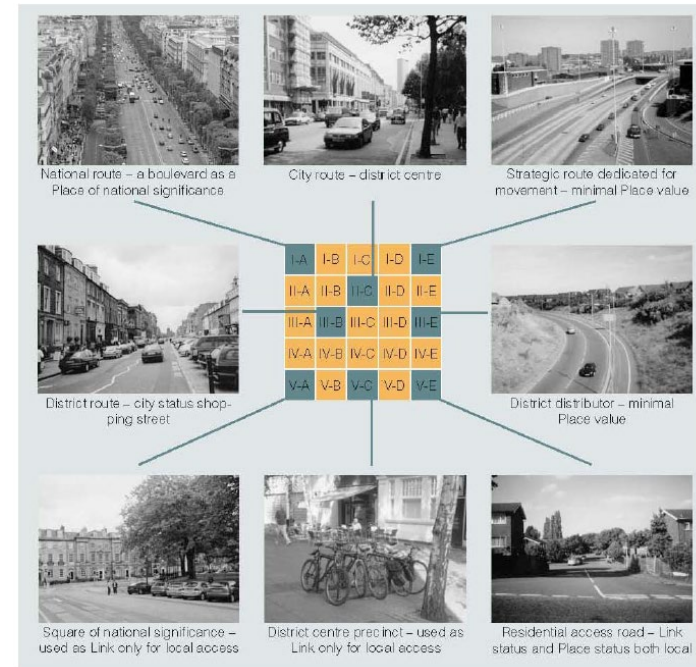 National route – a boulevard as a
Place of national significance
City route – district centre
Strategic route dedicated for
movement – minimal Place value
I-A I-B I-C I-D I-E
II-A II-B II-C II-D II-E
III-A III-B III-C III-D III-E
IV-A IV-B IV-C IV-D IV-E
V-A V-B V-C V-D V-E
District route – city status shop-
ping street
District distributor – minimal
Place value
Square of national significance –
used as Link only for local access
District centre precinct – used as
Link only for local access
Residential access road – Link
status and Place status both local